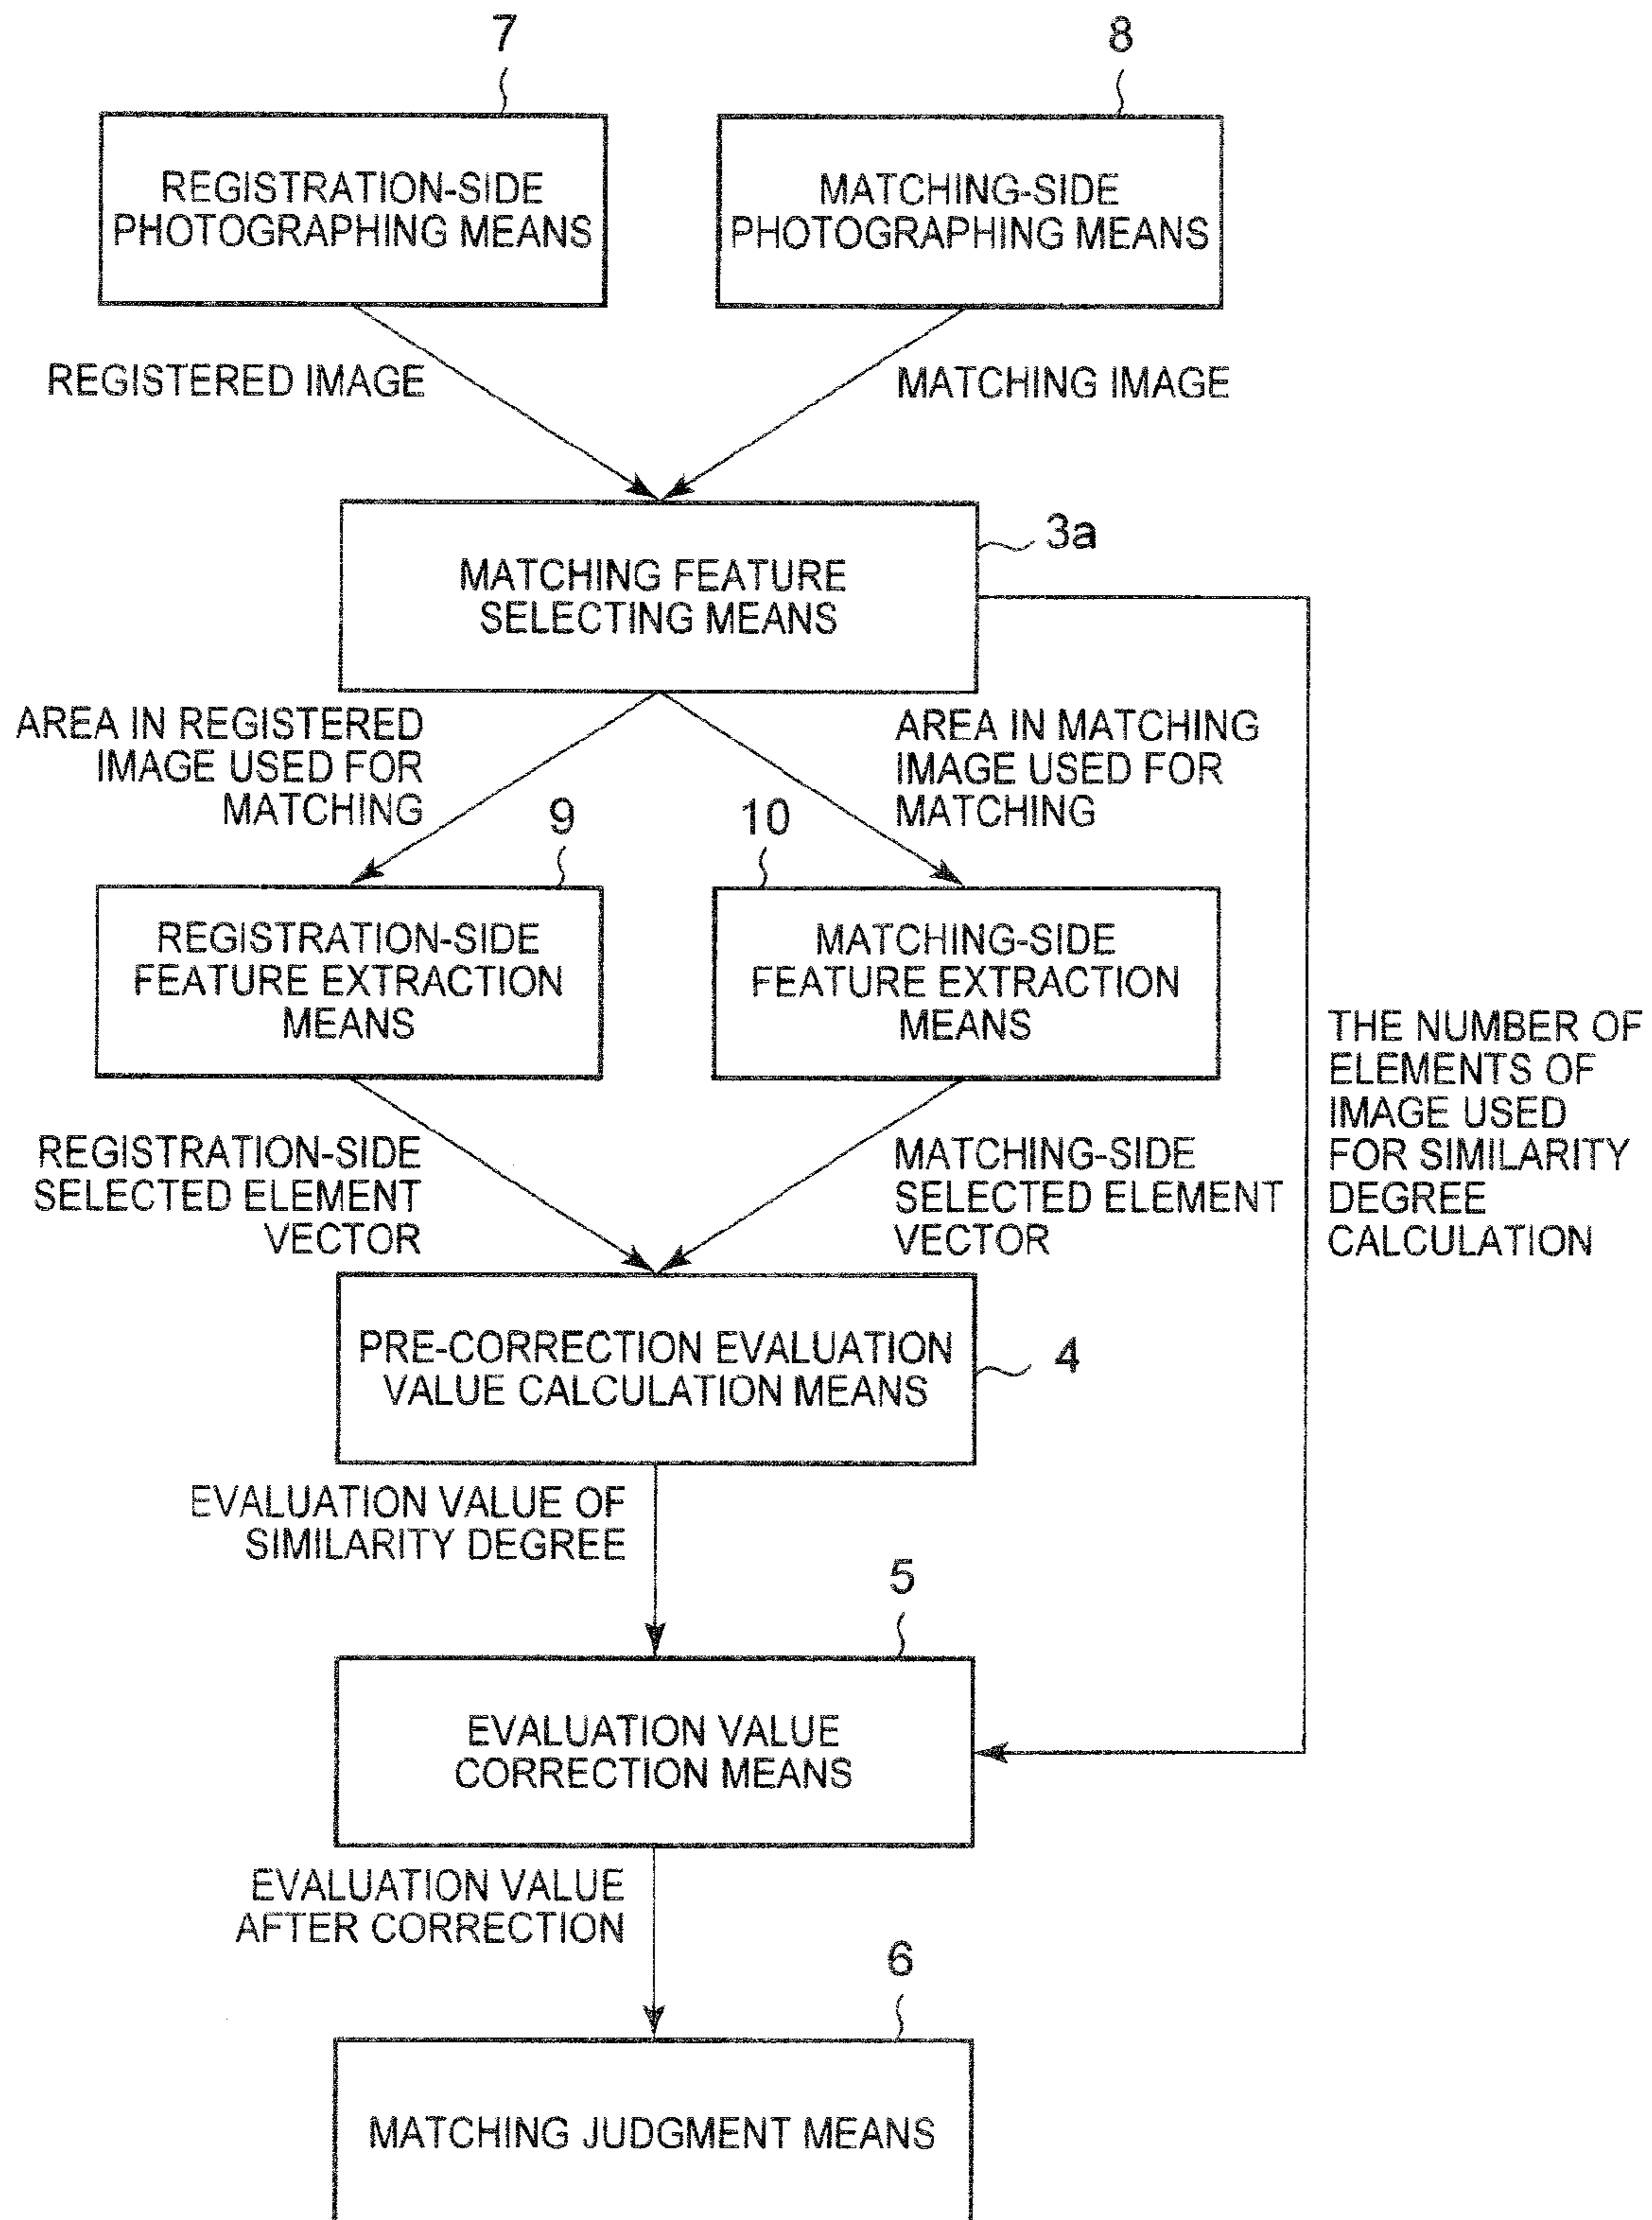 7
8
REGISTRATION-SIDE
PHOTOGRAPHING MEANS
MATCHING-SIDE
PHOTOGRAPHING MEANS
REGISTERED IMAGE
MATCHING IMAGE
3a
MATCHING FEATURE
SELECTING MEANS
AREA IN REGISTERED
IMAGE USED FOR
MATCHING
AREA IN MATCHING
IMAGE USED FOR
MATCHING
9
10
REGISTRATION-SIDE
FEATURE EXTRACTION
MEANS
MATCHING-SIDE
FEATURE EXTRACTION
MEANS
THE NUMBER OF
ELEMENTS OF
IMAGE USED
FOR SIMILARITY
DEGREE
CALCULATION
REGISTRATION-SIDE
SELECTED ELEMENT
VECTOR
MATCHING-SIDE
SELECTED ELEMENT
VECTOR
PRE-CORRECTION EVALUATION
VALUE CALCULATION MEANS
4
EVALUATION VALUE OF
SIMILARITY DEGREE
5
EVALUATION VALUE
CORRECTION MEANS
EVALUATION VALUE
AFTER CORRECTION
6
MATCHING JUDGMENT MEANS